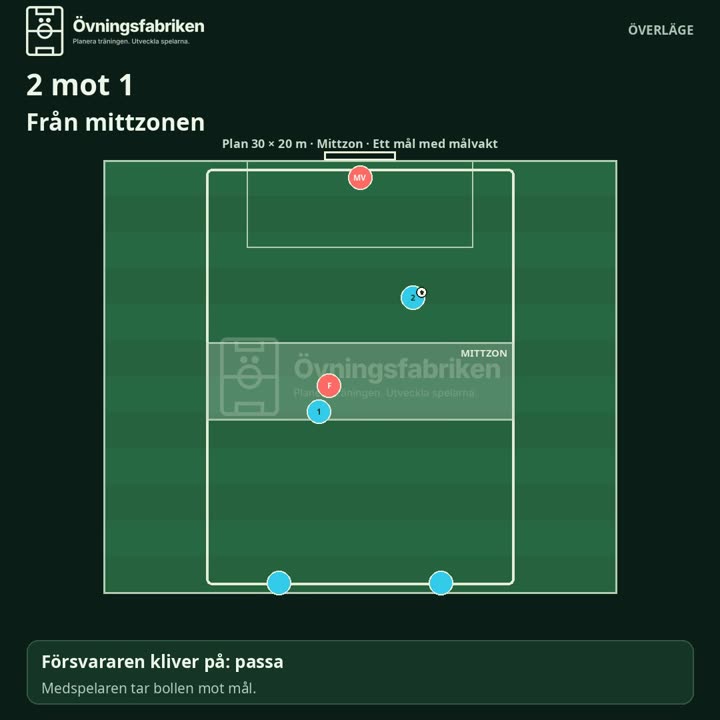 Övningsfabriken
Planera träningen. Utveckla spelarna.
ÖVERLÄGE
2 mot 1
Från mittzonen
Plan 30 × 20 m · Mittzon · Ett mål med målvakt
MV
2
MITTZON
Övningsfabriken
F
Planera träningen. Utveckla spelarna.
1
Försvararen kliver på: passa
Medspelaren tar bollen mot mål.